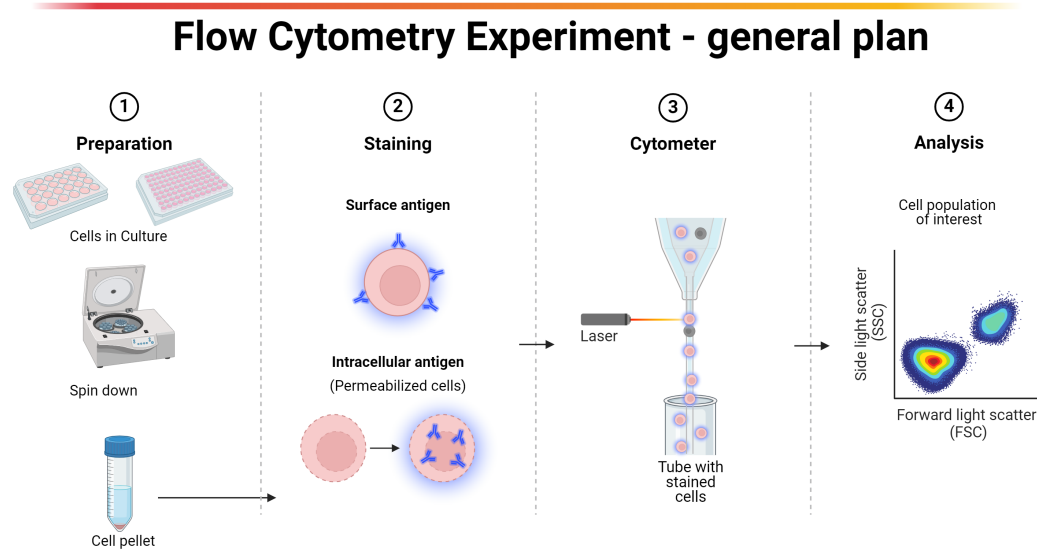 Flow Cytometry Experiment - general plan
1
Preparation
Cells in Culture
Spin down
Cell pellet
2
Staining
Surface antigen
Intracellular antigen
(Permeabilized cells)
3
Cytometer
Laser
Tube with
stained
cells
4
Analysis
Cell population
of interest
Side light scatter
(SSC)
Forward light scatter
(FSC)